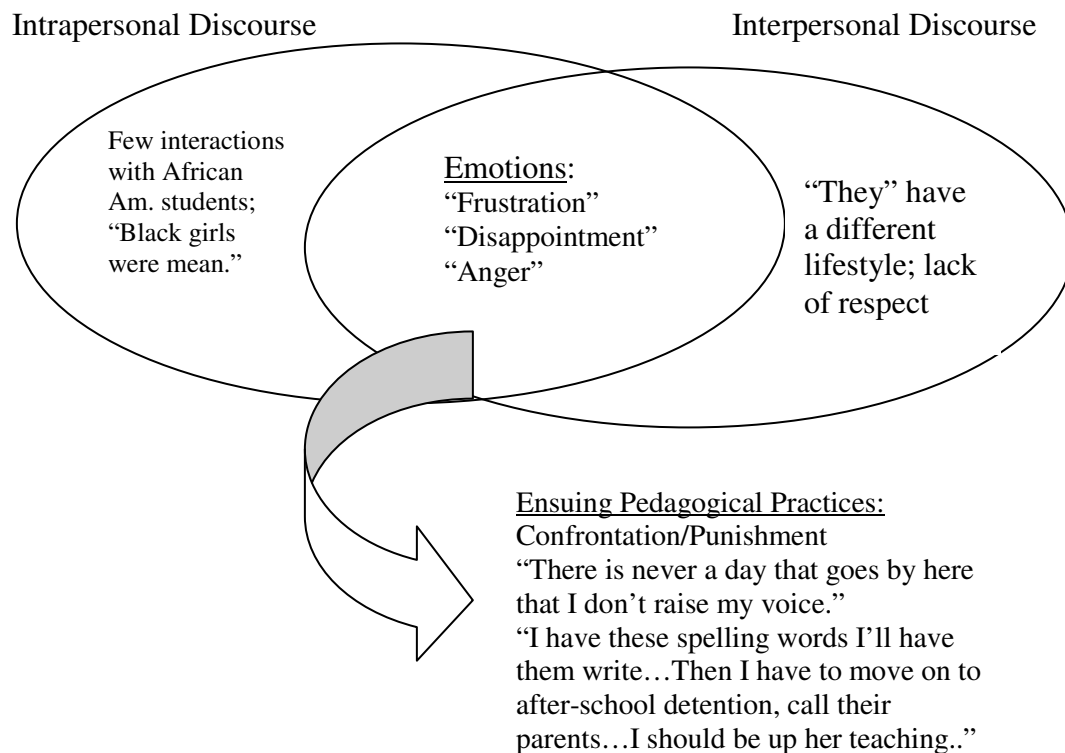 Intrapersonal Discourse
Interpersonal Discourse
Few interactions
with African
Am. students;
“Black girls
were mean.”
Emotions:
“Frustration”
“Disappointment”
“Anger”
“They” have
a different
lifestyle; lack
of respect
Ensuing Pedagogical Practices:
Confrontation/Punishment
“There is never a day that goes by here
that I don’t raise my voice.”
“I have these spelling words I’ll have
them write…Then I have to move on to
after-school detention, call their
parents…I should be up her teaching..”